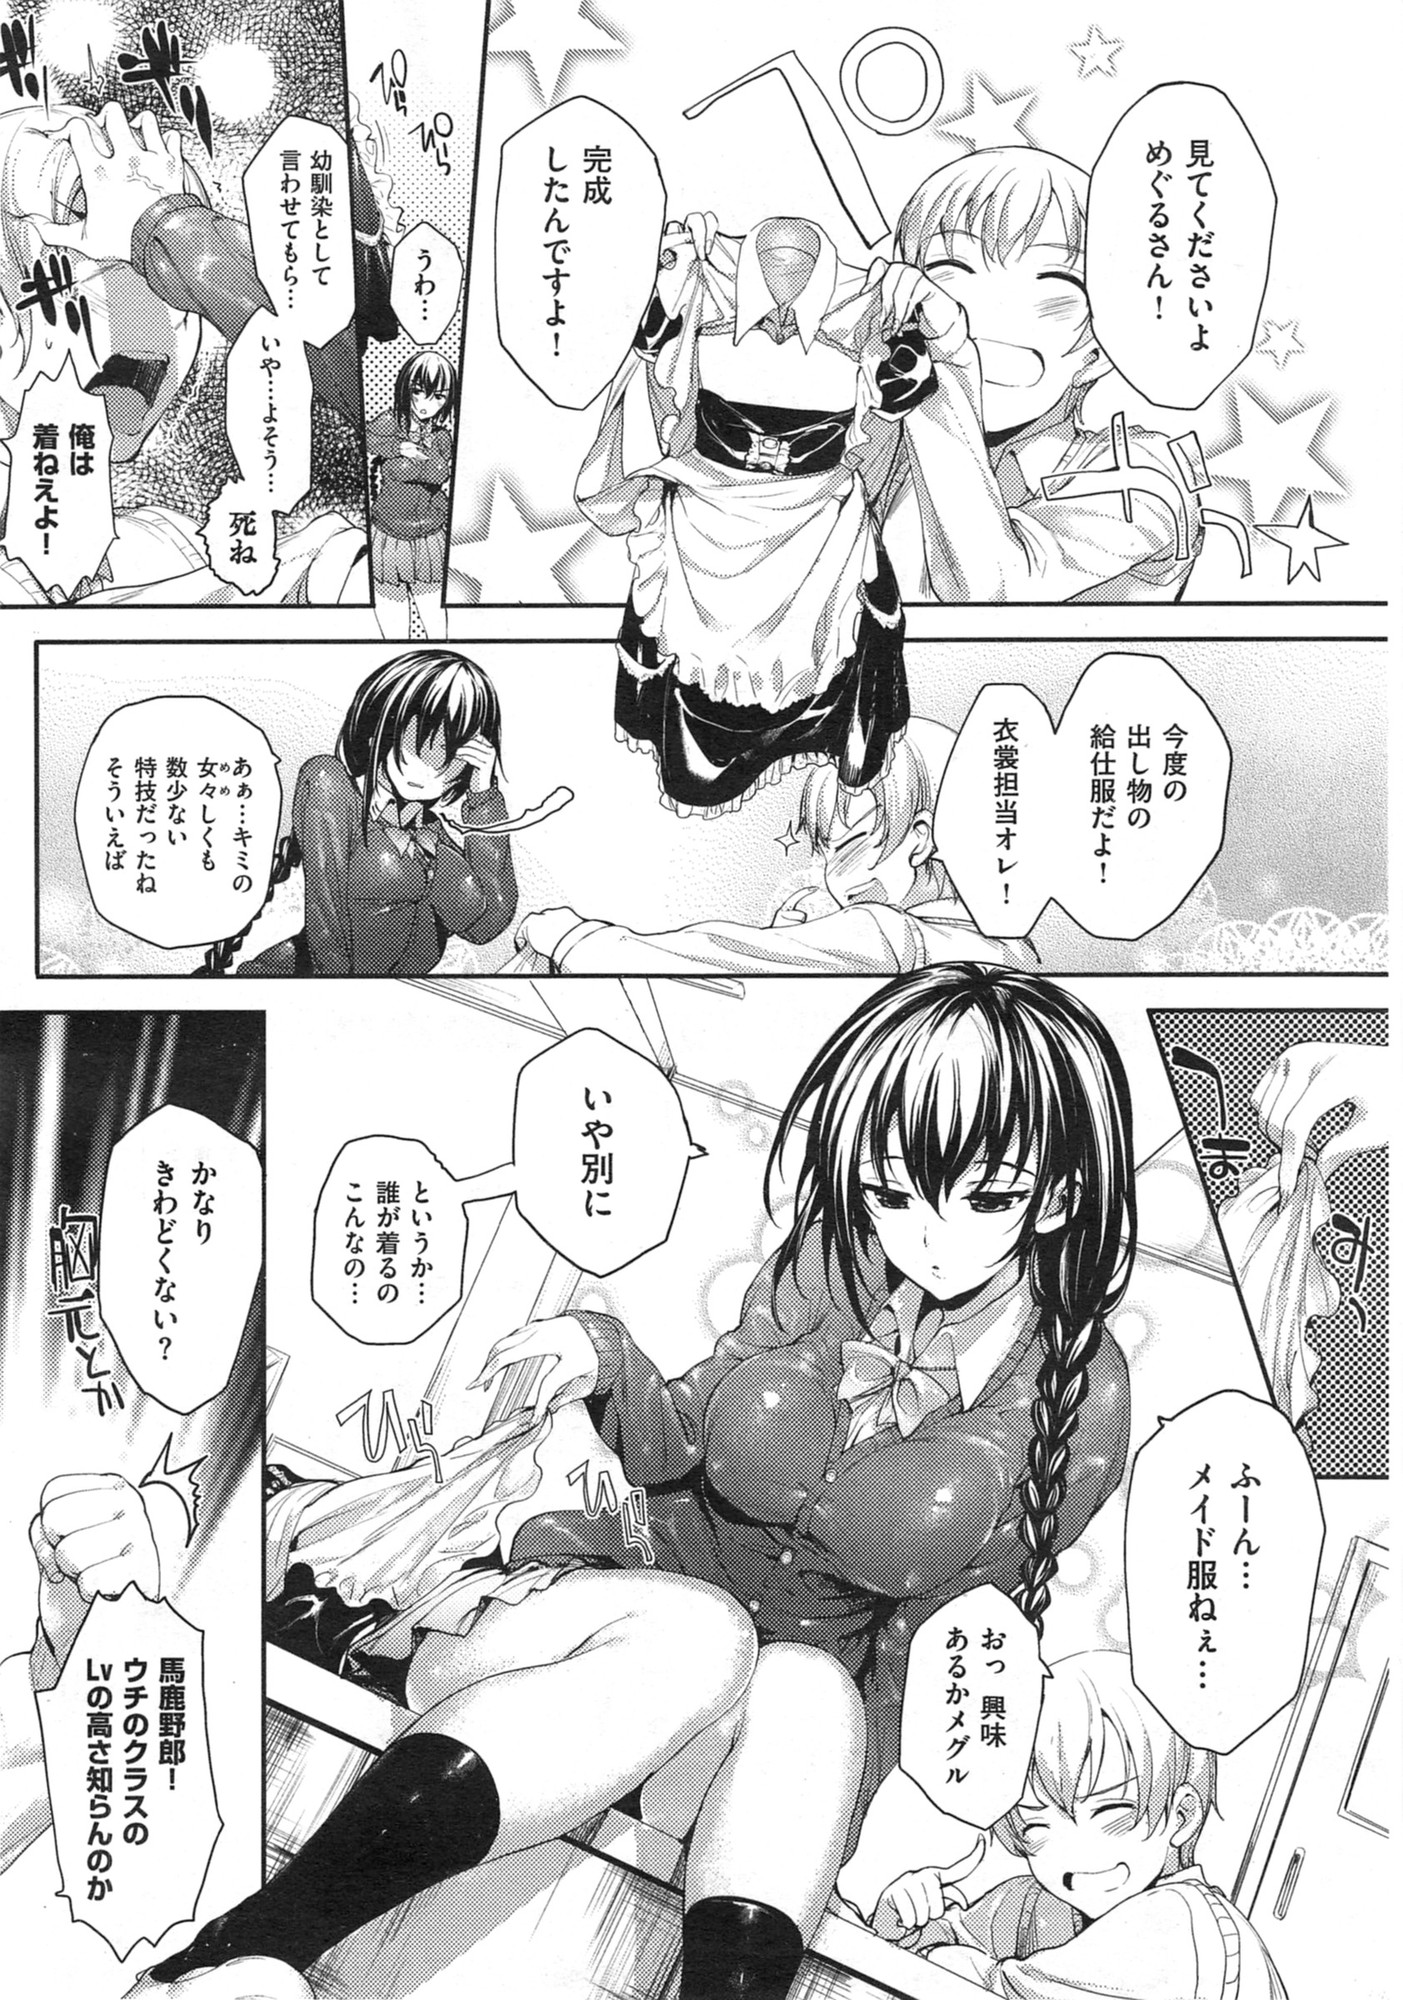 見てくださいよ
めぐるさん！
完成
したんですよ！
ぴら
ぴら
うわ…
幼馴染として
言わせてもら…
いや…よそう…
死ね
俺は
着ねえよ！
今度の
出し物の
給仕服だよ！
衣裳担当オレ！
あぁ…キミの
女々しくも
数少ない
特技だったね
そういえば
ふーん…
メイド服ねぇ…
おっ 興味
あるかメグル
いや別に
というか…
誰が着るの
こんなの…
ひら
ひら
かなり
きわどくない？
胸元とか
馬鹿野郎！
ウチのクラスの
Lvの高さ知らんのか